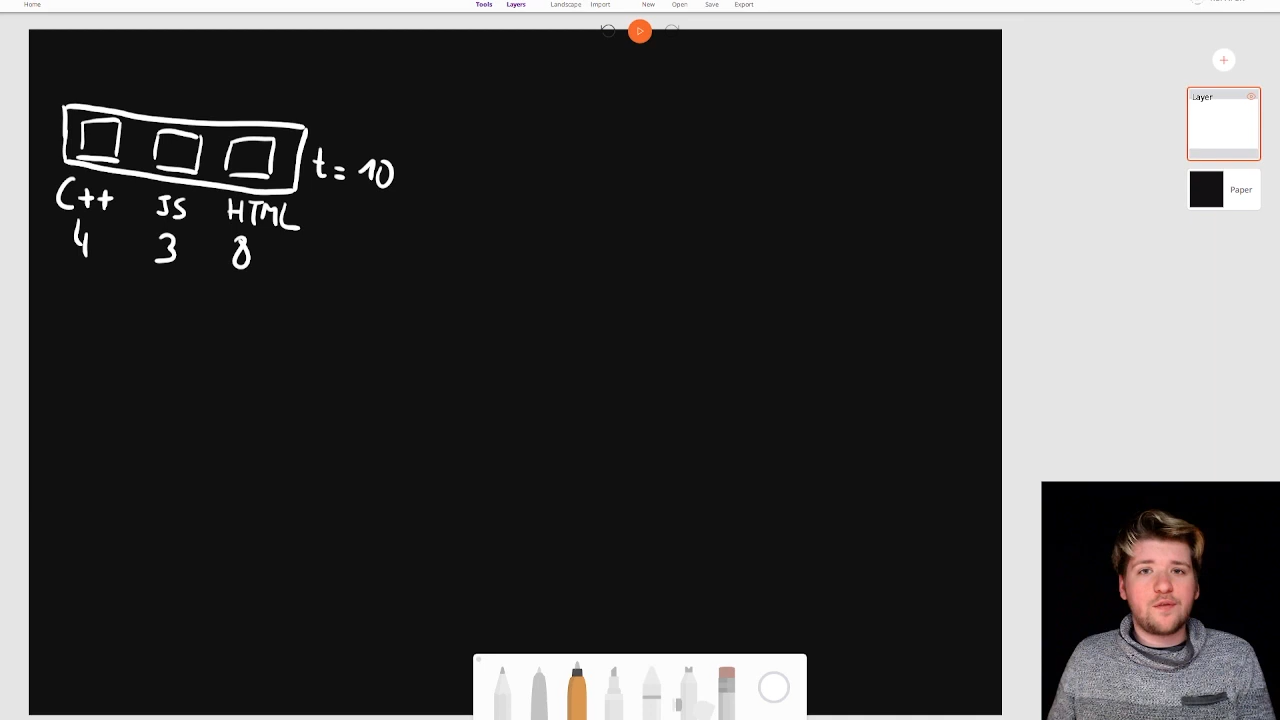 Home Tools Layers Landscape Import New Open Save Export
Layer
t = 10
Paper
C++ JS HTML
4 3 8